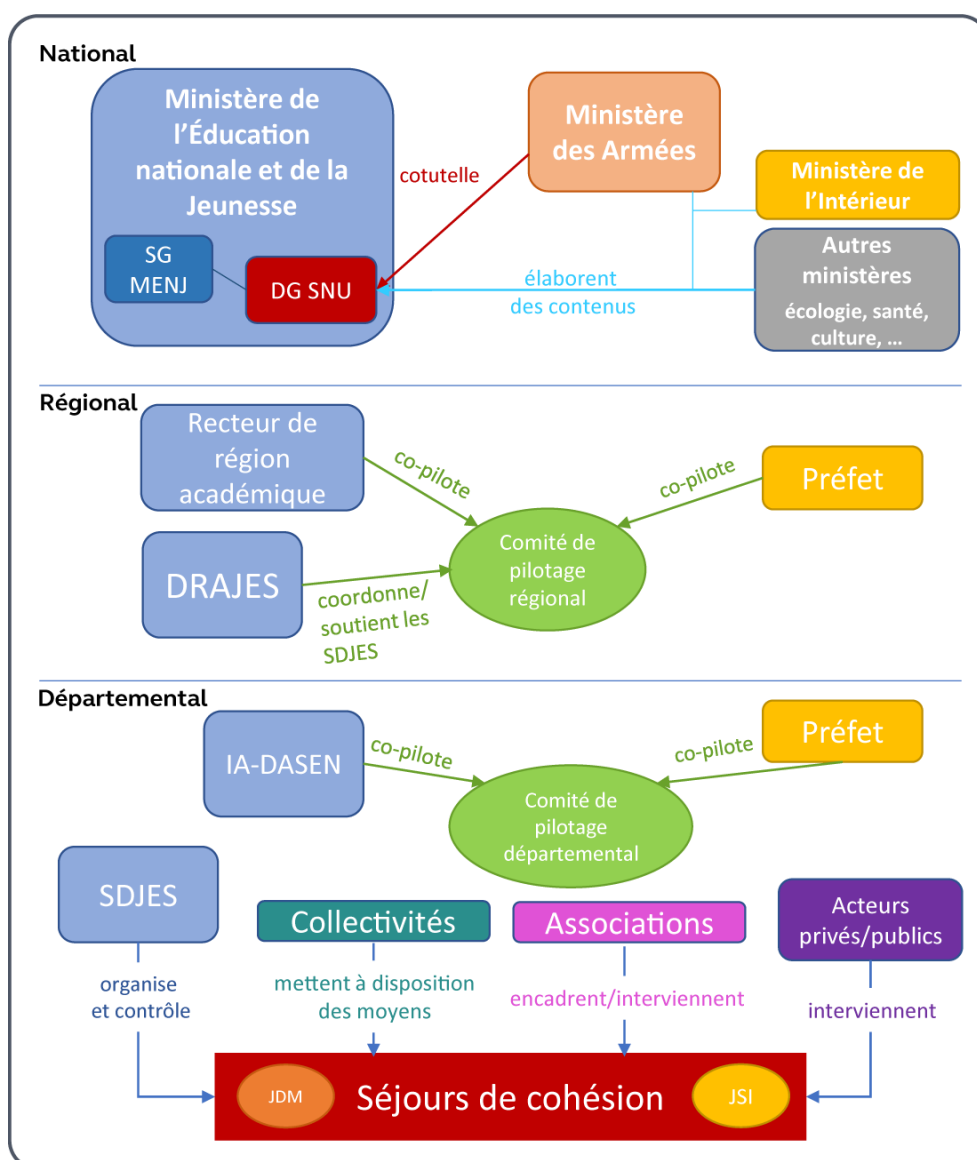 National
Ministère de
l'Éducation
nationale et de la
Jeunesse
SG
MENJ
DG SNU
cotutelle
Ministère
des Armées
Ministère de
l'Intérieur
Autres
ministères
écologie, santé,
culture, ...
élaborent
des contenus
Régional
Recteur de
région
académique
co-pilote
co-pilote
Préfet
Comité de
pilotage
régional
DRAJES
coordonne/
soutient les
SDJES
Départemental
IA-DASEN
co-pilote
co-pilote
Préfet
Comité de
pilotage
départemental
SDJES
Collectivités
Associations
Acteurs
privés/publics
organise
et contrôle
mettent à disposition
des moyens
encadrent/interviennent
interviennent
JDM
Séjours de cohésion
JSI